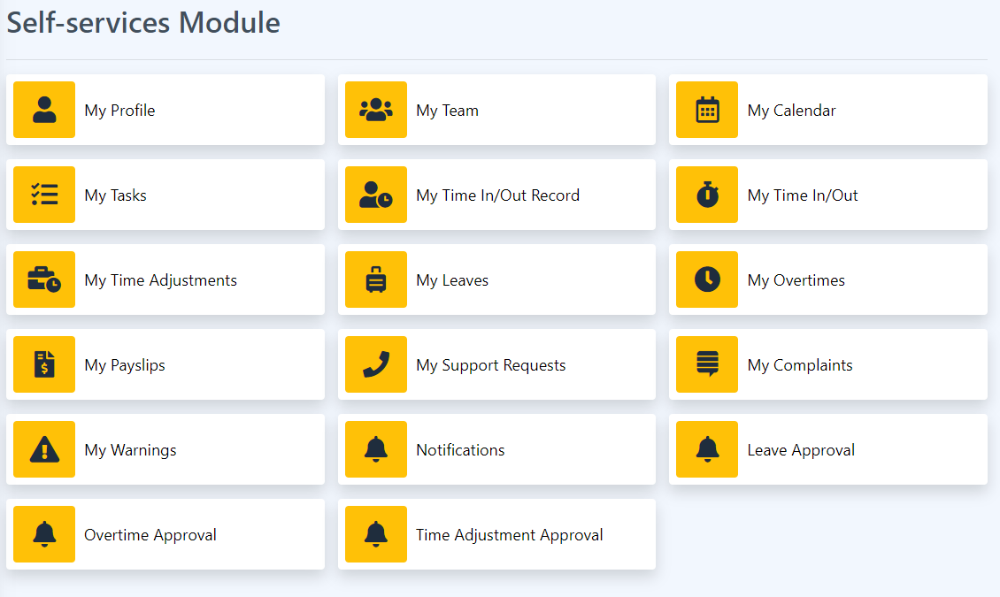 Self-services Module
My Profile
My Team
My Calendar
My Tasks
My Time In/Out Record
My Time In/Out
My Time Adjustments
My Leaves
My Overtimes
My Payslips
My Support Requests
My Complaints
My Warnings
Notifications
Leave Approval
Overtime Approval
Time Adjustment Approval